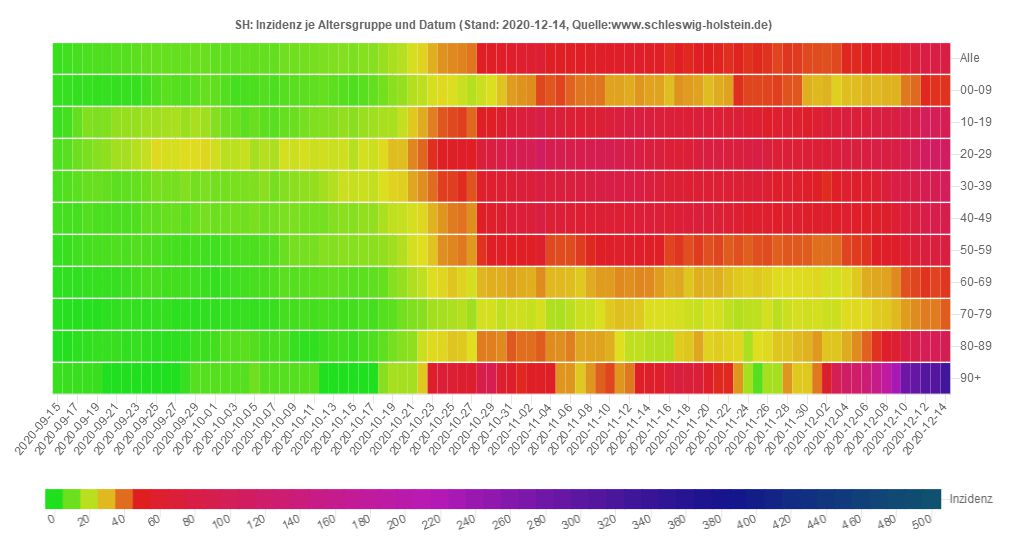 SH: Inzidenz je Altersgruppe und Datum (Stand: 2020-12-14, Quelle:www.schleswig-holstein.de)
Alle
00-09
10-19
20-29
30-39
40-49
50-59
60-69
70-79
80-89
90+
2020-09-15 2020-09-17 2020-09-19 2020-09-21 2020-09-23 2020-09-25 2020-09-27 2020-09-29 2020-10-01 2020-10-03 2020-10-05 2020-10-07 2020-10-09 2020-10-11 2020-10-13 2020-10-15 2020-10-17 2020-10-19 2020-10-21 2020-10-23 2020-10-25 2020-10-27 2020-10-29 2020-10-31 2020-11-02 2020-11-04 2020-11-06 2020-11-08 2020-11-10 2020-11-12 2020-11-14 2020-11-16 2020-11-18 2020-11-20 2020-11-22 2020-11-24 2020-11-26 2020-11-28 2020-11-30 2020-12-02 2020-12-04 2020-12-06 2020-12-08 2020-12-10 2020-12-12 2020-12-14
Inzidenz
0 20 40 60 80 100 120 140 160 180 200 220 240 260 280 300 320 340 360 380 400 420 440 460 480 500